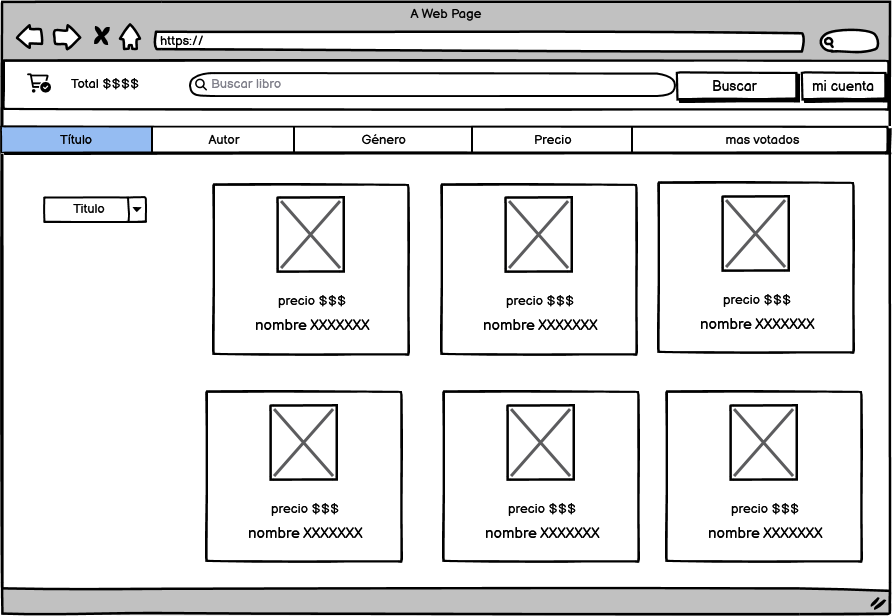 A Web Page
https://
Total $$$$
Buscar libro
Buscar
mi cuenta
Título
Autor
Género
Precio
mas votados
Titulo
precio $$$
nombre XXXXXXX
precio $$$
nombre XXXXXXX
precio $$$
nombre XXXXXXX
precio $$$
nombre XXXXXXX
precio $$$
nombre XXXXXXX
precio $$$
nombre XXXXXXX